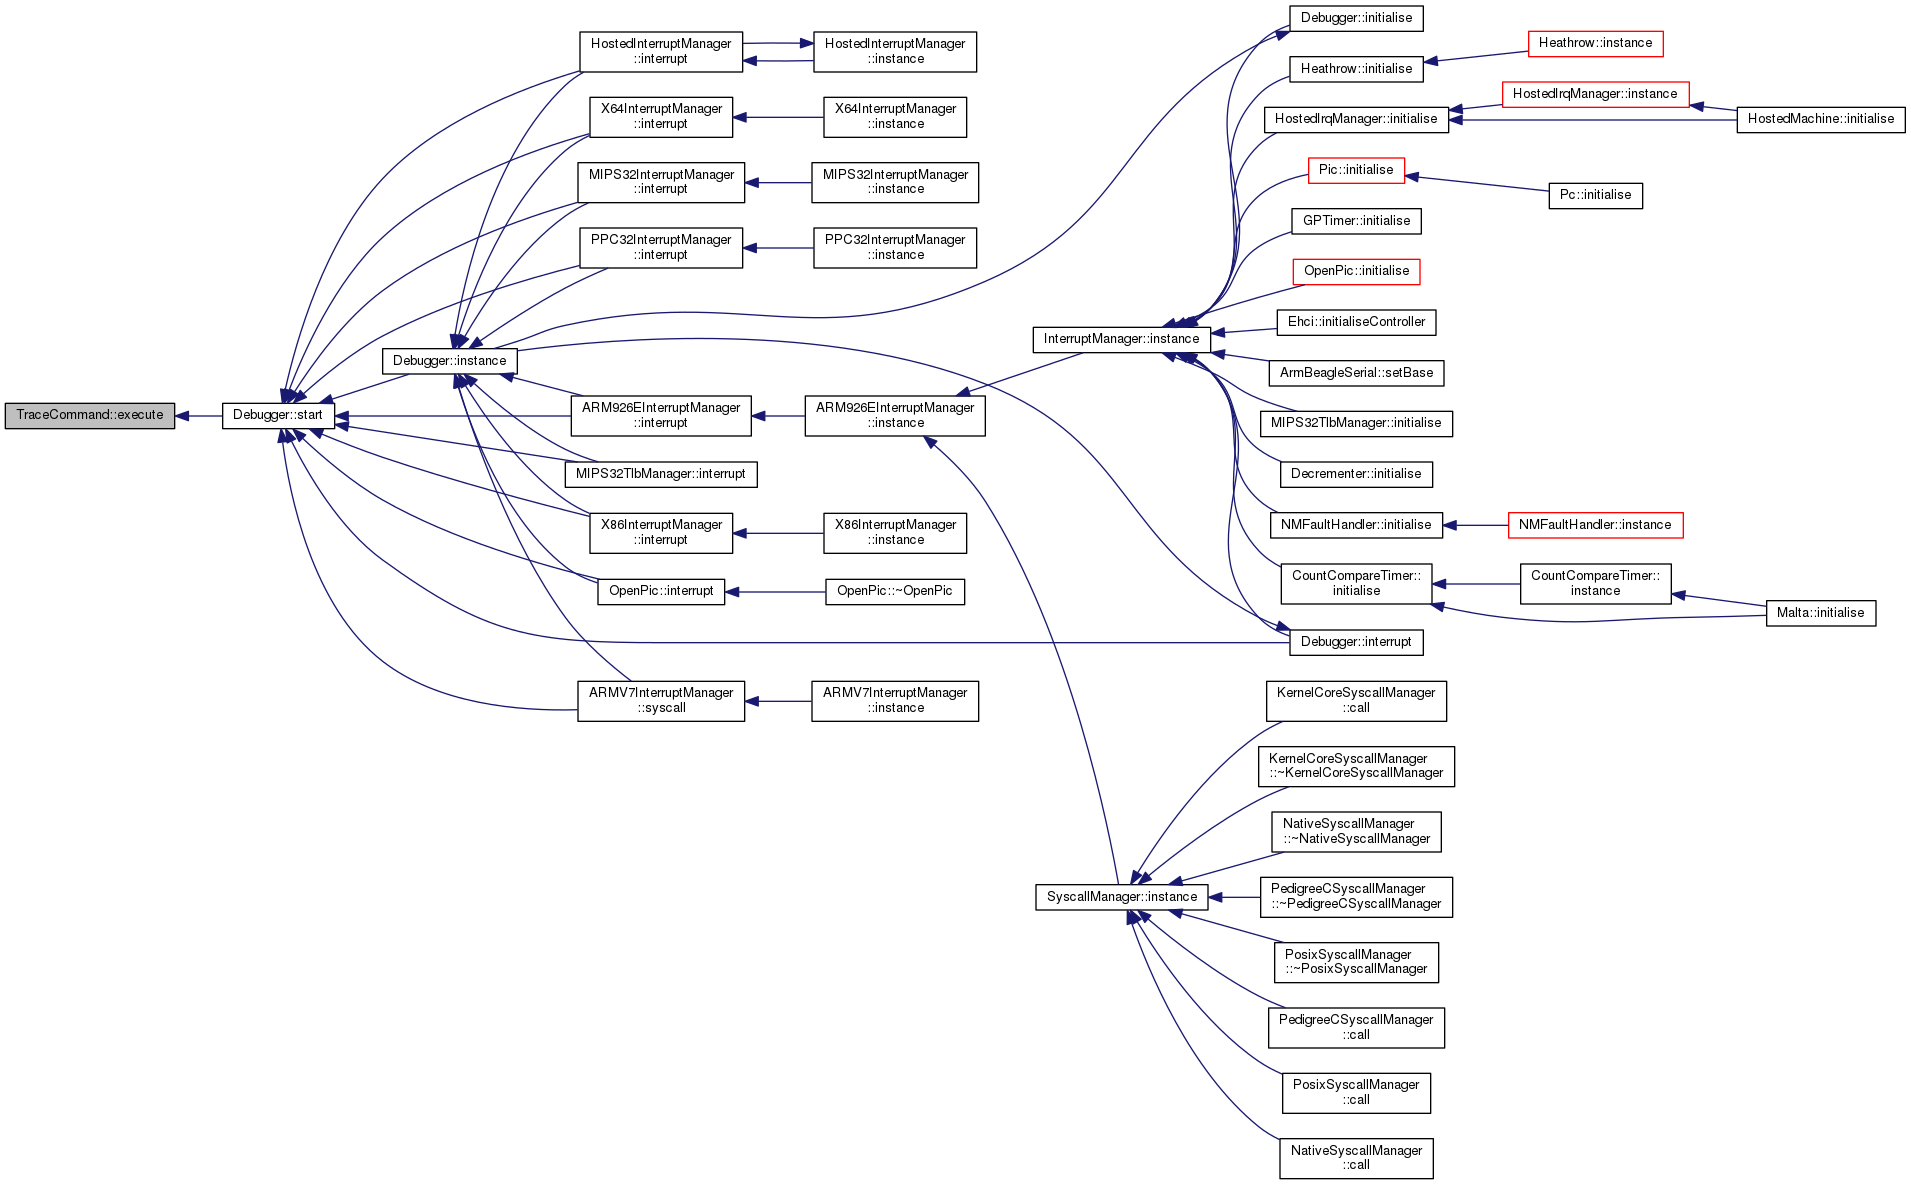 TraceCommand::execute
Debugger::start
Debugger::instance
HostedInterruptManager
::interrupt
X64InterruptManager
::interrupt
MIPS32InterruptManager
::interrupt
PPC32InterruptManager
::interrupt
ARM926EInterruptManager
::interrupt
MIPS32TlbManager::interrupt
X86InterruptManager
::interrupt
OpenPic::interrupt
ARMV7InterruptManager
::syscall
HostedInterruptManager
::instance
X64InterruptManager
::instance
MIPS32InterruptManager
::instance
PPC32InterruptManager
::instance
ARM926EInterruptManager
::instance
X86InterruptManager
::instance
OpenPic::~OpenPic
ARMV7InterruptManager
::instance
InterruptManager::instance
SyscallManager::instance
Debugger::initialise
Heathrow::initialise
HostedIrqManager::initialise
Pic::initialise
GPTimer::initialise
OpenPic::initialise
Ehci::initialiseController
ArmBeagleSerial::setBase
MIPS32TlbManager::initialise
Decrementer::initialise
NMFaultHandler::initialise
CountCompareTimer::
initialise
Debugger::interrupt
KernelCoreSyscallManager
::call
KernelCoreSyscallManager
::~KernelCoreSyscallManager
NativeSyscallManager
::~NativeSyscallManager
PedigreeCSyscallManager
::~PedigreeCSyscallManager
PosixSyscallManager
::~PosixSyscallManager
PedigreeCSyscallManager
::call
PosixSyscallManager
::call
NativeSyscallManager
::call
Heathrow::instance
HostedIrqManager::instance
Pc::initialise
NMFaultHandler::instance
CountCompareTimer::
instance
HostedMachine::initialise
Malta::initialise